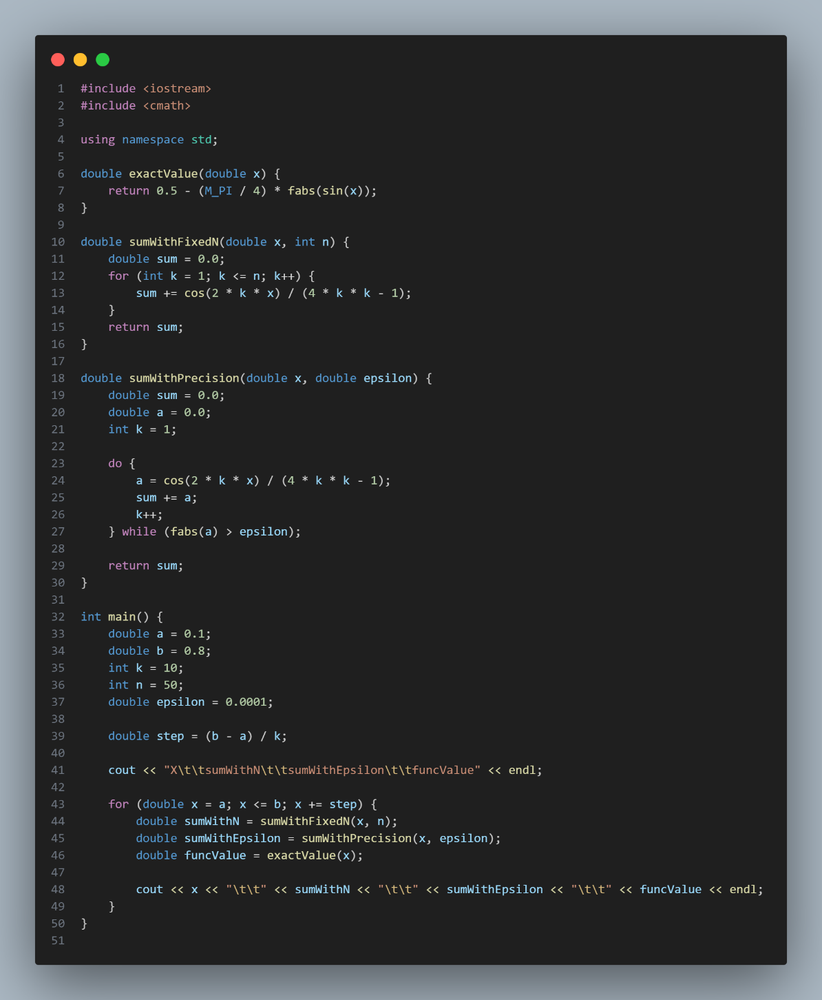 1 #include <iostream>
2 #include <cmath>
3
4 using namespace std;
5
6 double exactValue(double x) {
7     return 0.5 - (M_PI / 4) * fabs(sin(x));
8 }
9
10 double sumWithFixedN(double x, int n) {
11     double sum = 0.0;
12     for (int k = 1; k <= n; k++) {
13         sum += cos(2 * k * x) / (4 * k * k - 1);
14     }
15     return sum;
16 }
17
18 double sumWithPrecision(double x, double epsilon) {
19     double sum = 0.0;
20     double a = 0.0;
21     int k = 1;
22
23     do {
24         a = cos(2 * k * x) / (4 * k * k - 1);
25         sum += a;
26         k++;
27     } while (fabs(a) > epsilon);
28
29     return sum;
30 }
31
32 int main() {
33     double a = 0.1;
34     double b = 0.8;
35     int k = 10;
36     int n = 50;
37     double epsilon = 0.0001;
38
39     double step = (b - a) / k;
40
41     cout << "X\t\tsumWithN\t\tsumWithEpsilon\t\tfuncValue" << endl;
42
43     for (double x = a; x <= b; x += step) {
44         double sumWithN = sumWithFixedN(x, n);
45         double sumWithEpsilon = sumWithPrecision(x, epsilon);
46         double funcValue = exactValue(x);
47
48         cout << x << "\t\t" << sumWithN << "\t\t" << sumWithEpsilon << "\t\t" << funcValue << endl;
49     }
50 }
51